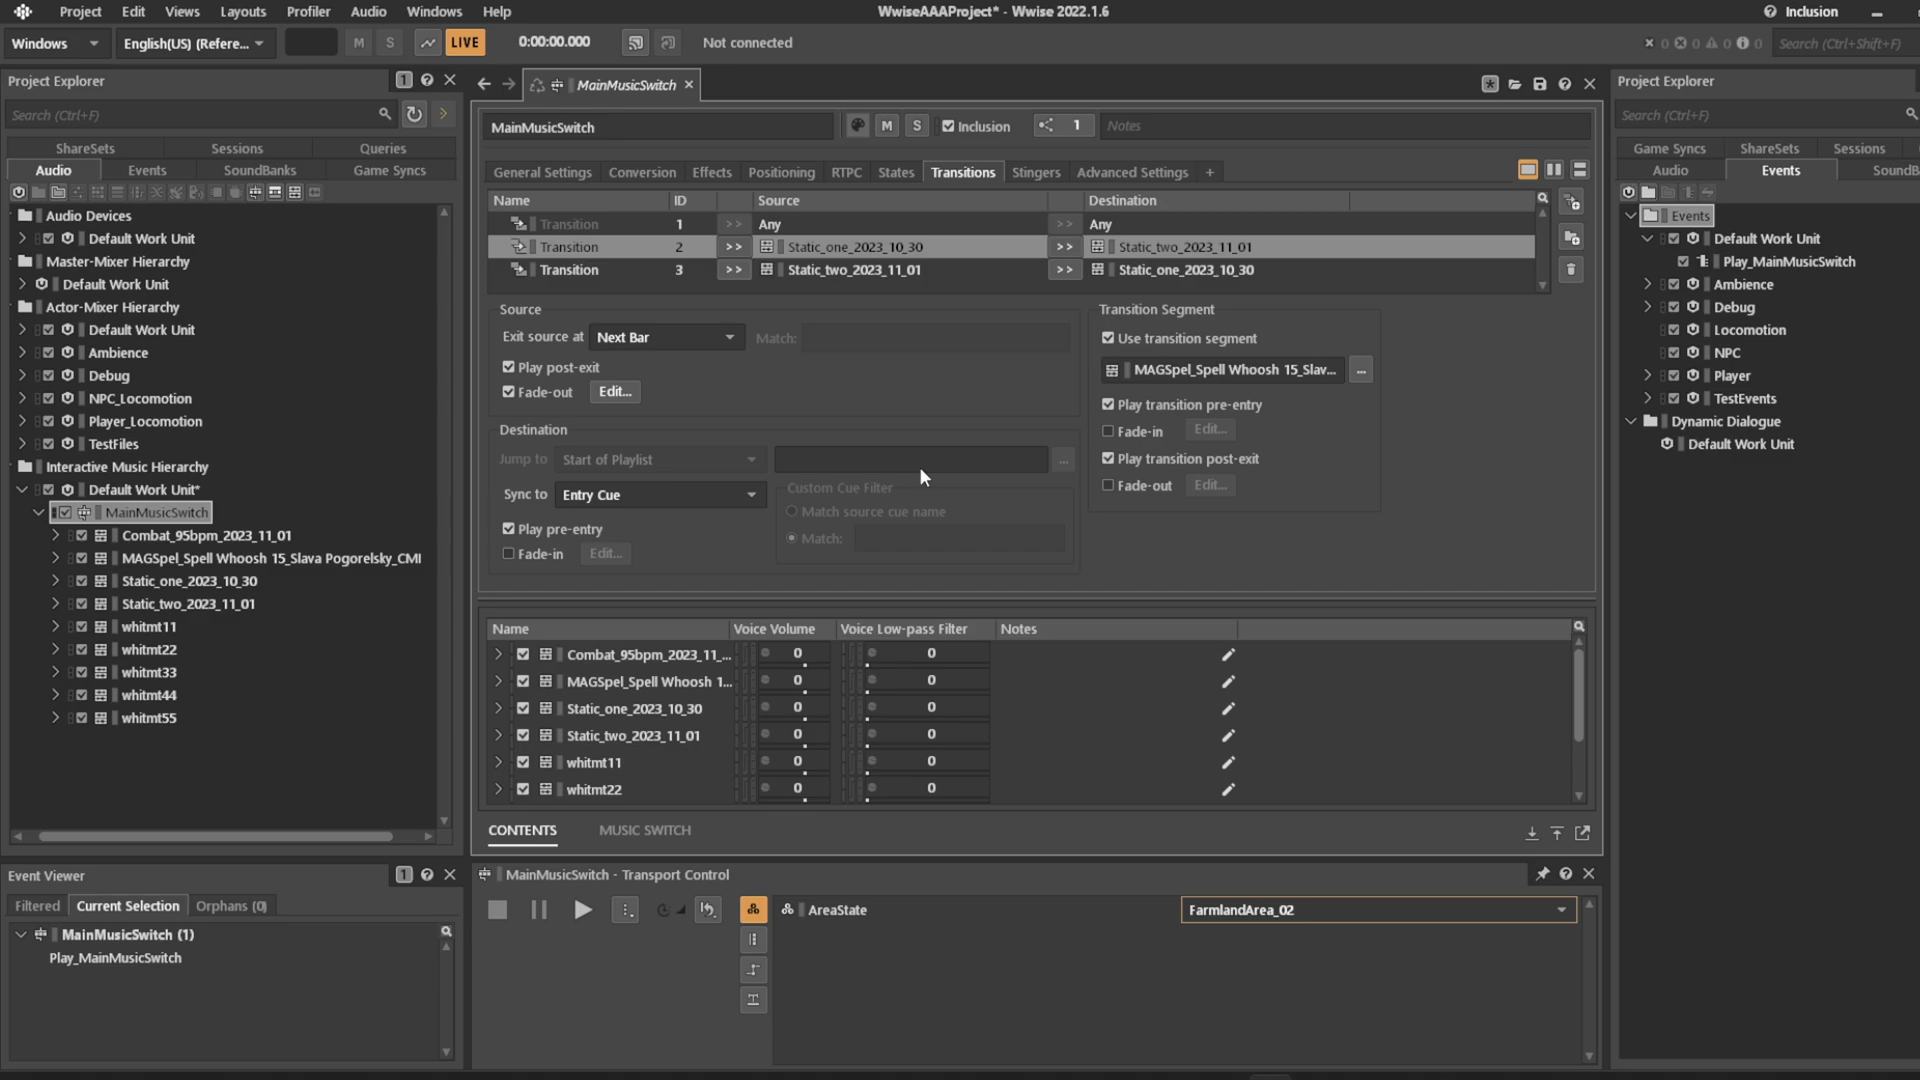 Project Edit Views Layouts Profiler Audio Windows Help WwiseAAAProject* - Wwise 2022.1.6 Inclusion
Windows English(US) (Refere... M S LIVE 0:00:00.000 Not connected 0 0 0 0 Search (Ctrl+Shift+F)
Project Explorer 1
Search (Ctrl+F)
ShareSets Sessions Queries
Audio Events SoundBanks Game Syncs
Audio Devices
Default Work Unit
Master-Mixer Hierarchy
Default Work Unit
Actor-Mixer Hierarchy
Default Work Unit
Ambience
Debug
NPC_Locomotion
Player_Locomotion
TestFiles
Interactive Music Hierarchy
Default Work Unit*
MainMusicSwitch
Combat_95bpm_2023_11_01
MAGSpel_Spell Whoosh 15_Slava Pogorelsky_CMI
Static_one_2023_10_30
Static_two_2023_11_01
whitmt11
whitmt22
whitmt33
whitmt44
whitmt55
Event Viewer 1
Filtered Current Selection Orphans (0)
MainMusicSwitch (1)
Play_MainMusicSwitch
MainMusicSwitch
MainMusicSwitch M S Inclusion 1 Notes
General Settings Conversion Effects Positioning RTPC States Transitions Stingers Advanced Settings +
Name ID Source Destination
Transition 1 >> Any >> Any
Transition 2 >> Static_one_2023_10_30 >> Static_two_2023_11_01
Transition 3 >> Static_two_2023_11_01 >> Static_one_2023_10_30
Source
Exit source at Next Bar Match:
Play post-exit
Fade-out Edit...
Destination
Jump to Start of Playlist ...
Sync to Entry Cue
Custom Cue Filter
Match source cue name
Match:
Play pre-entry
Fade-in Edit...
Transition Segment
Use transition segment
MAGSpel_Spell Whoosh 15_Slav... ...
Play transition pre-entry
Fade-in Edit...
Play transition post-exit
Fade-out Edit...
Name Voice Volume Voice Low-pass Filter Notes
Combat_95bpm_2023_11_... 0 0
MAGSpel_Spell Whoosh 1... 0 0
Static_one_2023_10_30 0 0
Static_two_2023_11_01 0 0
whitmt11 0 0
whitmt22 0 0
CONTENTS MUSIC SWITCH
MainMusicSwitch - Transport Control
AreaState FarmlandArea_02
Project Explorer
Search (Ctrl+F)
Game Syncs ShareSets Sessions
Audio Events SoundB
Events
Default Work Unit
Play_MainMusicSwitch
Ambience
Debug
Locomotion
NPC
Player
TestEvents
Dynamic Dialogue
Default Work Unit